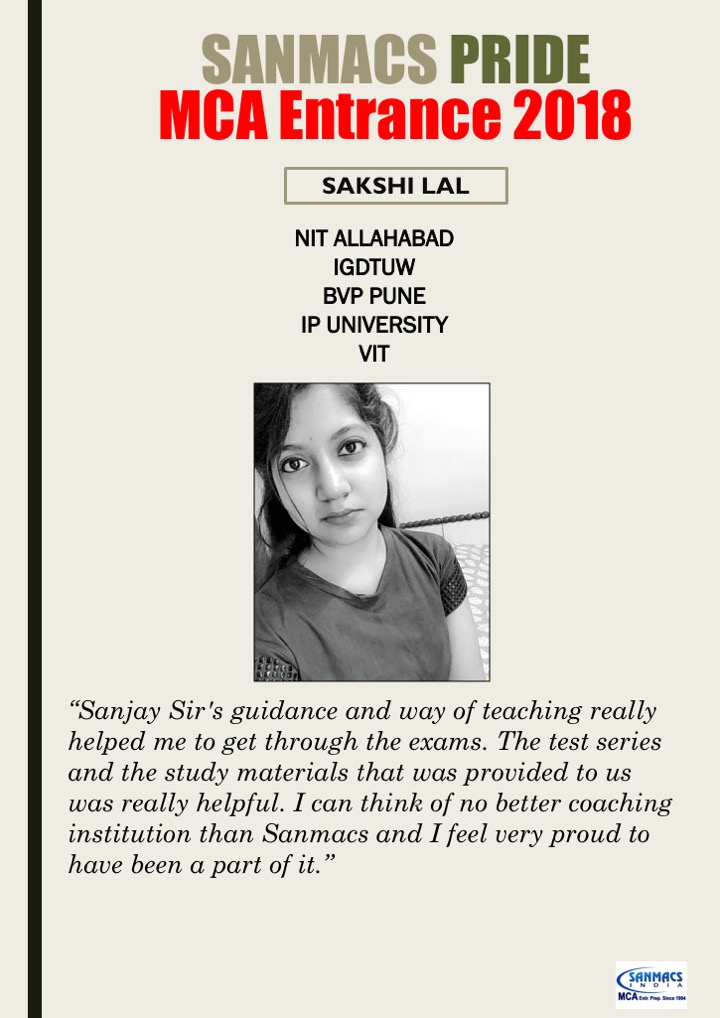 SANMACS PRIDE
MCA Entrance 2018
SAKSHI LAL
NIT ALLAHABAD
IGDTUW
BVP PUNE
IP UNIVERSITY
VIT
“Sanjay Sir's guidance and way of teaching really
helped me to get through the exams. The test series
and the study materials that was provided to us
was really helpful. I can think of no better coaching
institution than Sanmacs and I feel very proud to
have been a part of it.”
SANMACS
INDIA
MCA Entr. Prep. Since 1994